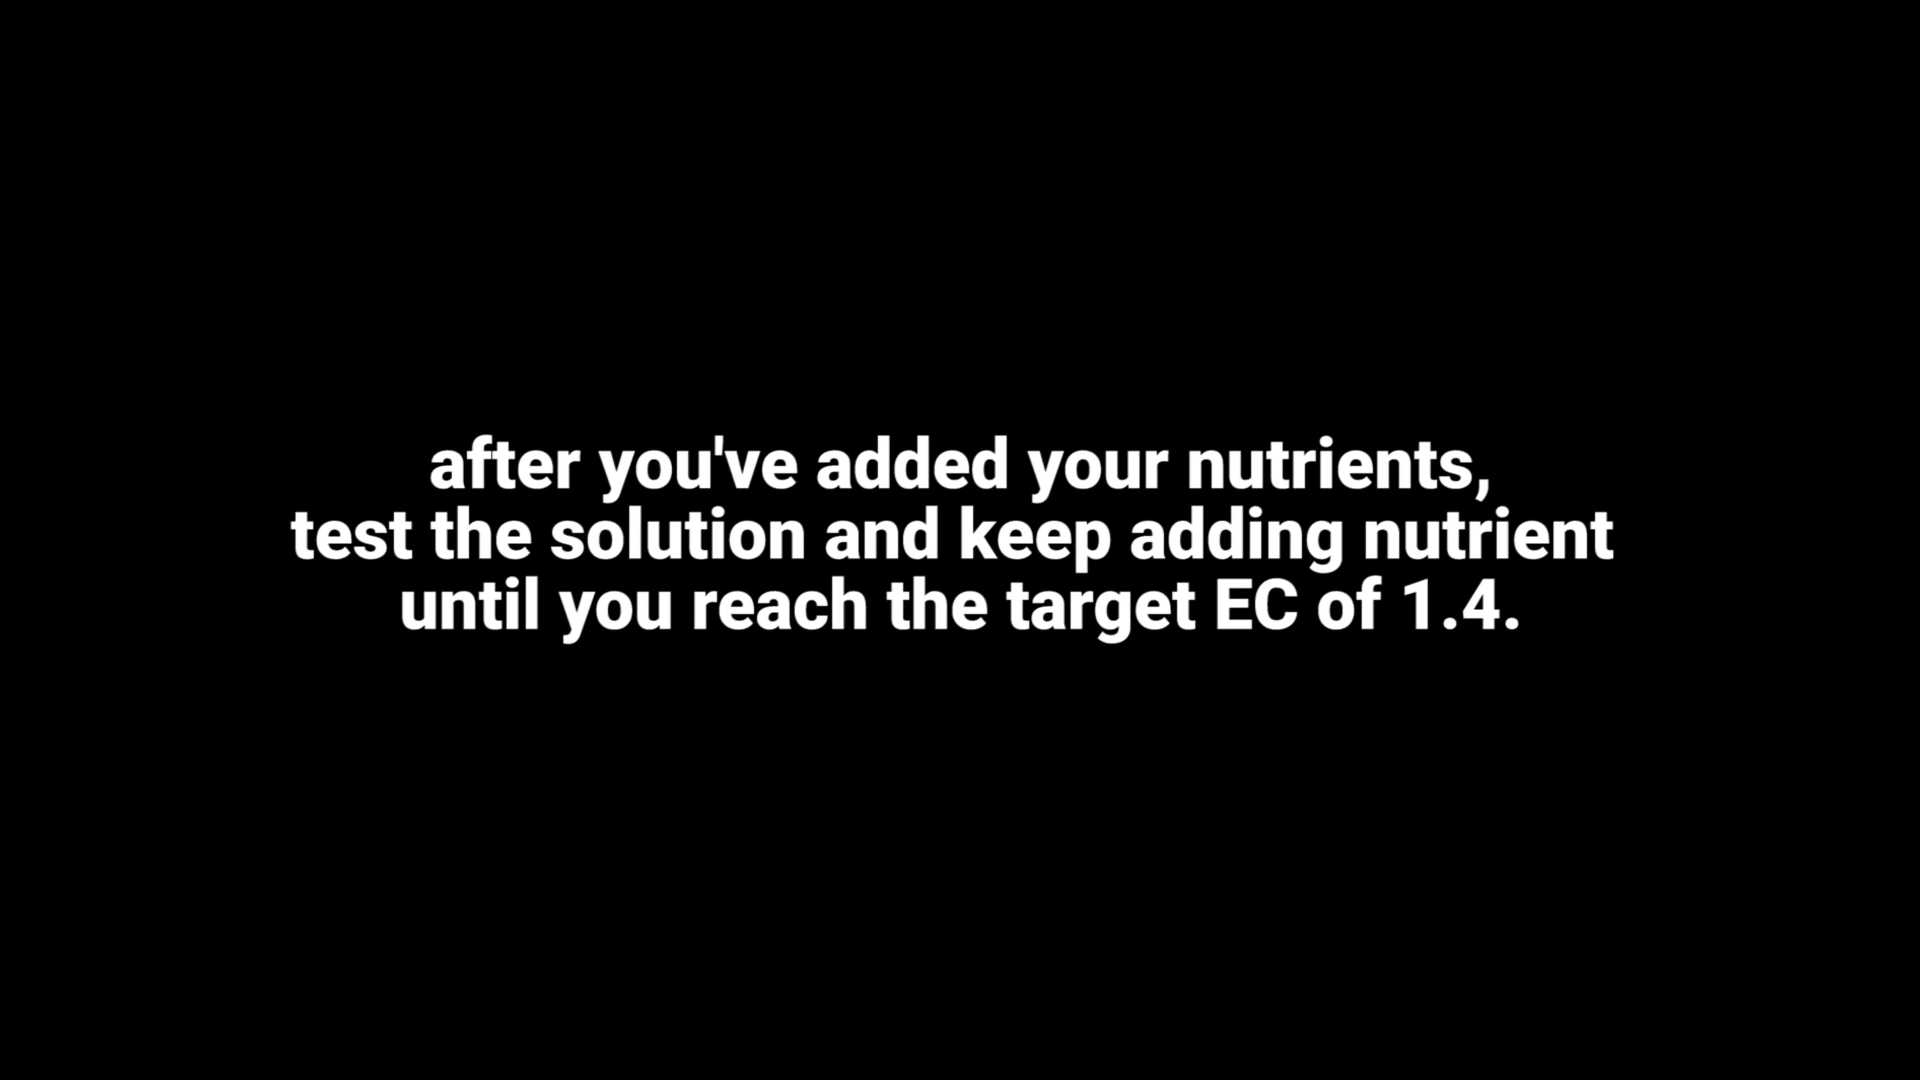 after you've added your nutrients,
test the solution and keep adding nutrient
until you reach the target EC of 1.4.